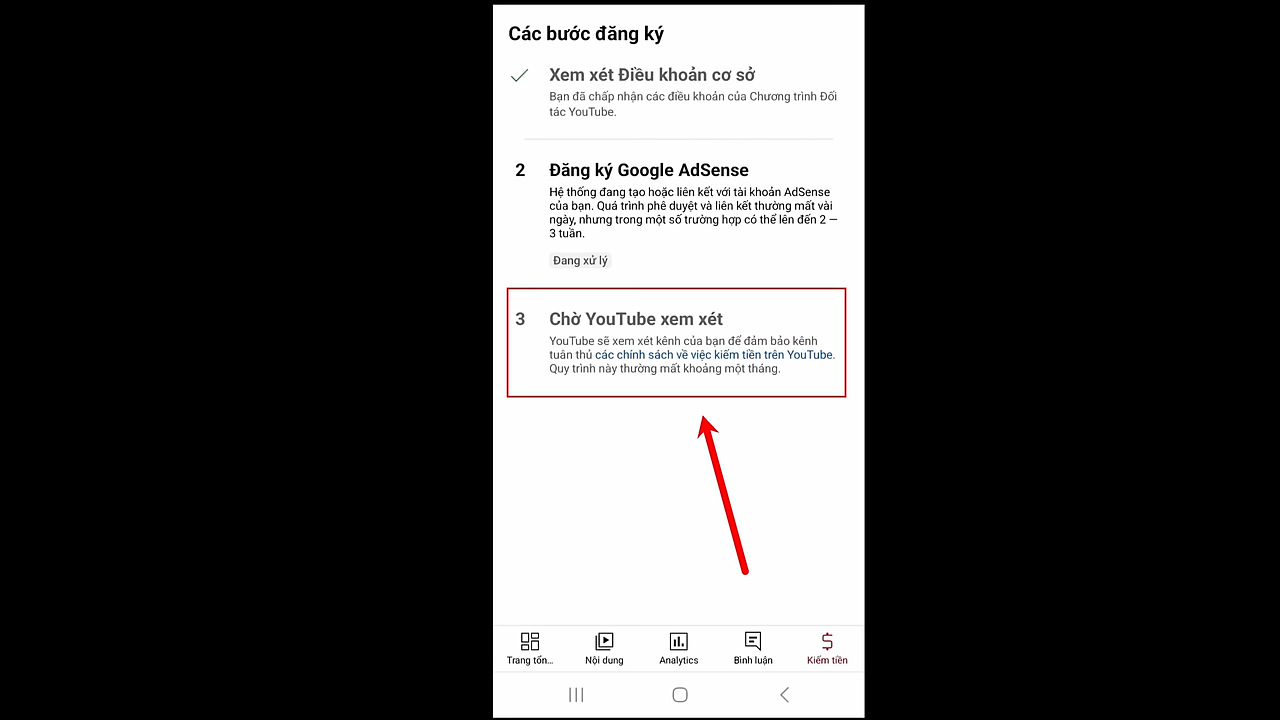 Các bước đăng ký
Xem xét Điều khoản cơ sở
Bạn đã chấp nhận các điều khoản của Chương trình Đối
tác YouTube.
2 Đăng ký Google AdSense
Hệ thống đang tạo hoặc liên kết với tài khoản AdSense
của bạn. Quá trình phê duyệt và liên kết thường mất vài
ngày, nhưng trong một số trường hợp có thể lên đến 2 –
3 tuần.
Đang xử lý
3 Chờ YouTube xem xét
YouTube sẽ xem xét kênh của bạn để đảm bảo kênh
tuân thủ các chính sách về việc kiếm tiền trên YouTube.
Quy trình này thường mất khoảng một tháng.
Trang tổn...
Nội dung
Analytics
Bình luận
Kiếm tiền